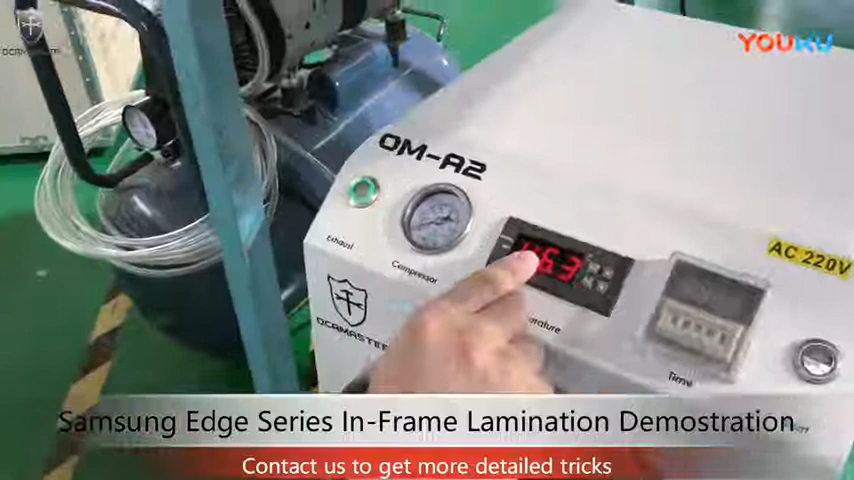 OCAMASTER
YOUKU
OM-A2
Exhaust
Compressor
AC 220V
OCAMASTER
Time
Samsung Edge Series In-Frame Lamination Demostration
Contact us to get more detailed tricks